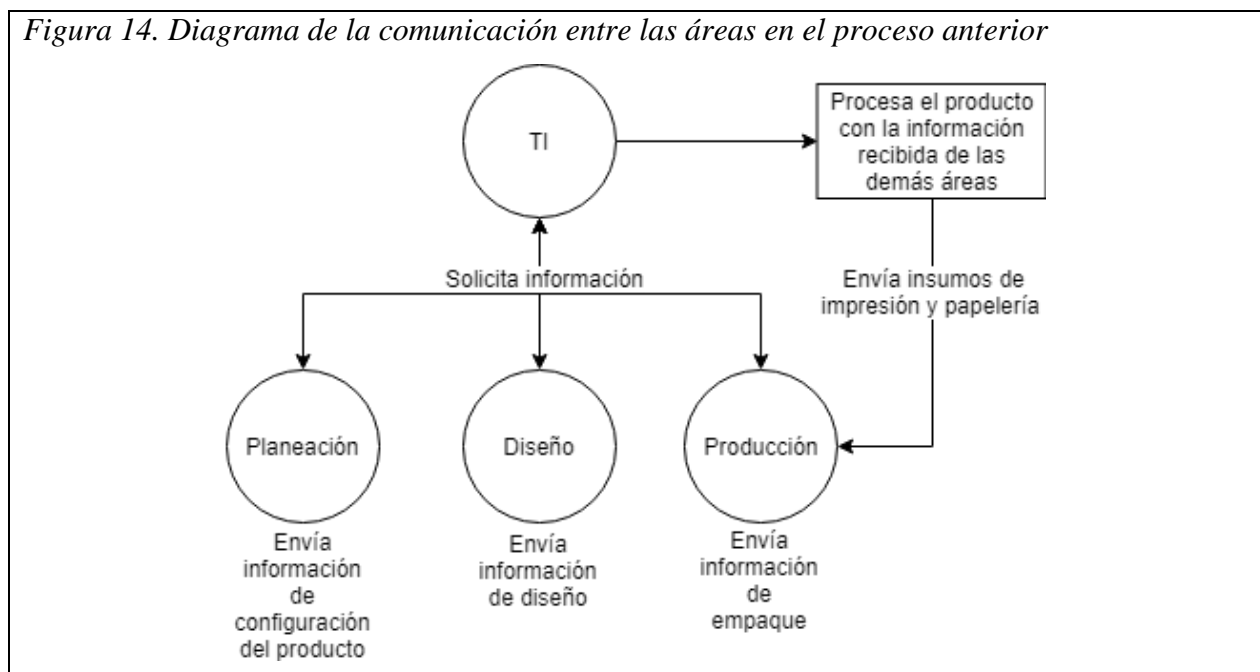 Figura 14. Diagrama de la comunicación entre las áreas en el proceso anterior
TI
Procesa el producto
con la información
recibida de las
demás áreas
Solicita información
Envía insumos de
impresión y papelería
Planeación
Diseño
Producción
Envía
información
de
configuración
del producto
Envía
información
de diseño
Envía
información
de
empaque